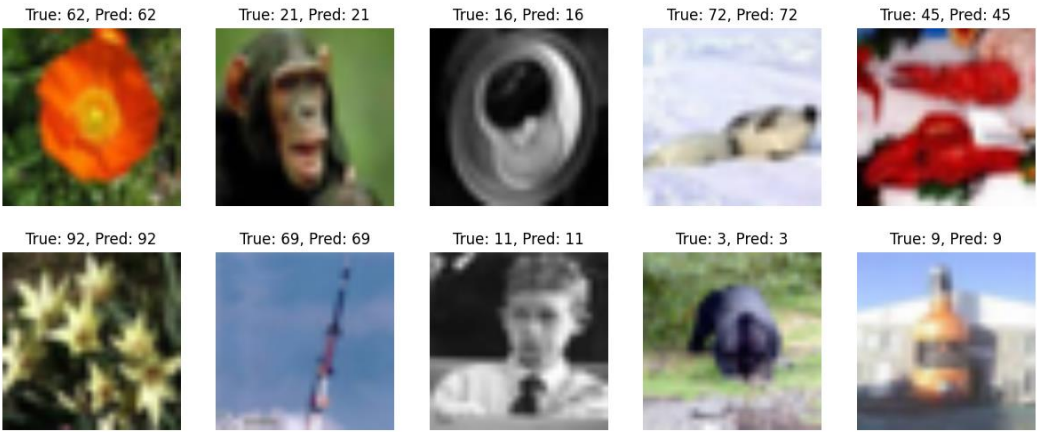 True: 62, Pred: 62
True: 21, Pred: 21
True: 16, Pred: 16
True: 72, Pred: 72
True: 45, Pred: 45
True: 92, Pred: 92
True: 69, Pred: 69
True: 11, Pred: 11
True: 3, Pred: 3
True: 9, Pred: 9